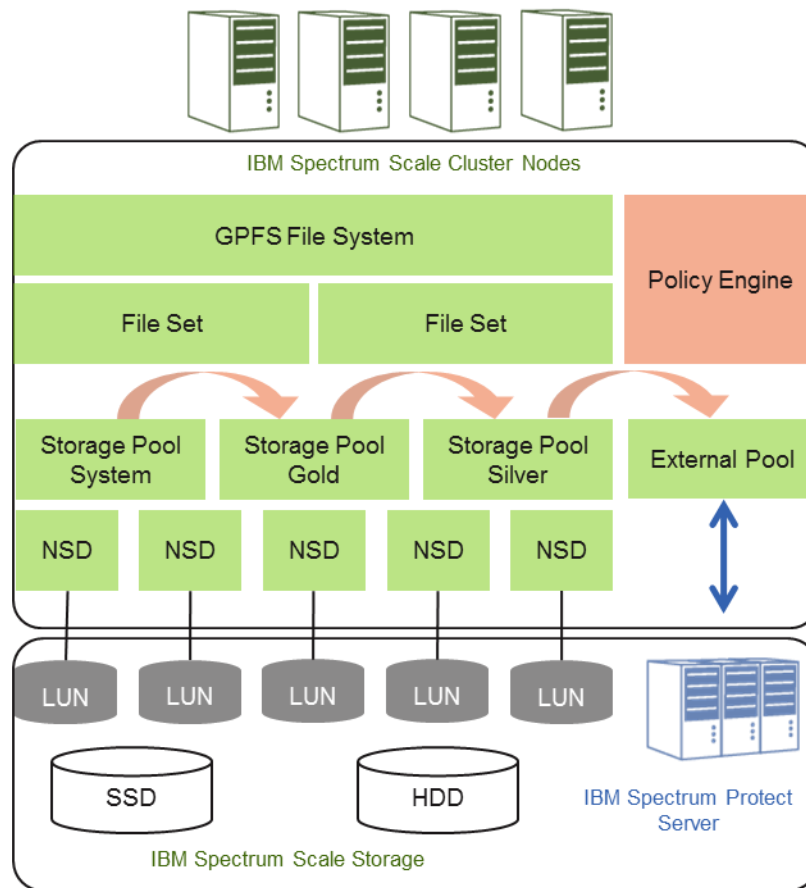 IBM Spectrum Scale Cluster Nodes
GPFS File System
Policy Engine
File Set
File Set
Storage Pool
System
Storage Pool
Gold
Storage Pool
Silver
External Pool
NSD
NSD
NSD
NSD
NSD
LUN
LUN
LUN
LUN
LUN
SSD
HDD
IBM Spectrum Protect
Server
IBM Spectrum Scale Storage